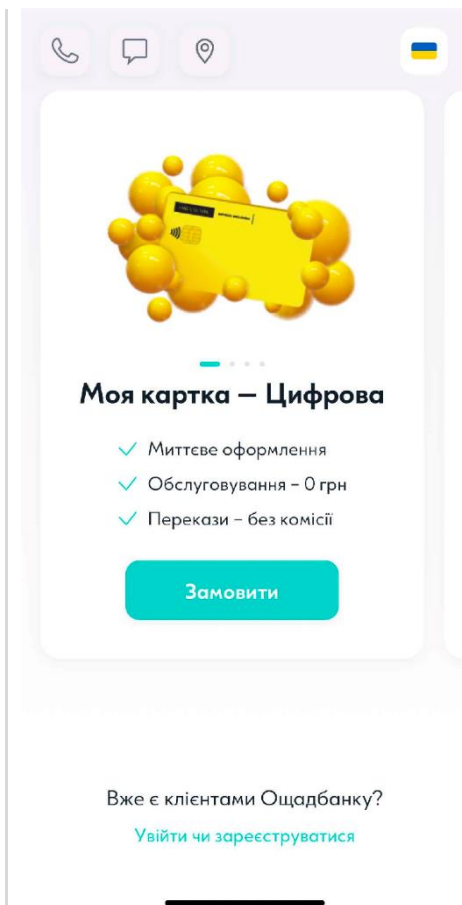 Моя картка – Цифрова
Миттєве оформлення
Обслуговування – 0 грн
Перекази – без комісії
Замовити
Вже є клієнтами Ощадбанку?
Увійти чи зареєструватися